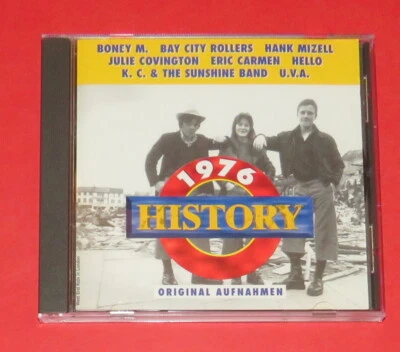 BONEY M. BAY CITY ROLLERS HANK MIZELL
JULIE COVINGTON ERIC CARMEN HELLO
K. C. & THE SUNSHINE BAND U.V.A.
1976
HISTORY
ORIGINAL AUFNAHMEN